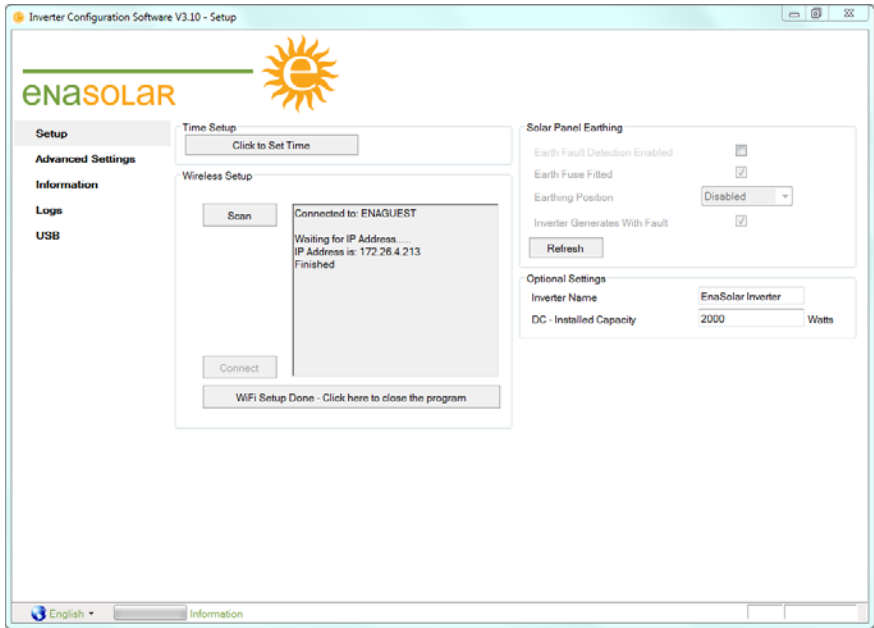 Inverter Configuration Software V3.10 - Setup
enasolar
e
Setup
Advanced Settings
Information
Logs
USB
Time Setup
Click to Set Time
Wireless Setup
Scan
Connected to: ENAGUEST
Waiting for IP Address.....
IP Address is: 172.26.4.213
Finished
Connect
WiFi Setup Done - Click here to close the program
Solar Panel Earthing
Earth Fault Detection Enabled
Earth Fuse Fitted
Earthing Position Disabled
Inverter Generates With Fault
Refresh
Optional Settings
Inverter Name EnaSolar Inverter
DC - Installed Capacity 2000 Watts
English
Information